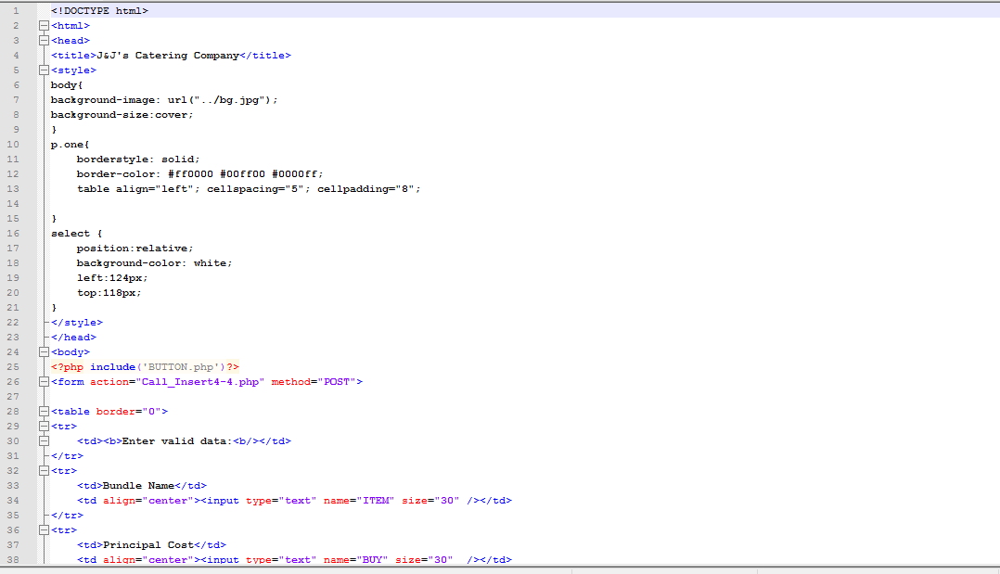 1 <!DOCTYPE html>
2 <html>
3 <head>
4 <title>J&J's Catering Company</title>
5 <style>
6 body{
7 background-image: url("../bg.jpg");
8 background-size:cover;
9 }
10 p.one{
11 borderstyle: solid;
12 border-color: #ff0000 #00ff00 #0000ff;
13 table align="left"; cellspacing="5"; cellpadding="8";
14
15 }
16 select {
17 position:relative;
18 background-color: white;
19 left:124px;
20 top:118px;
21 }
22 </style>
23 </head>
24 <body>
25 <?php include('BUTTON.php')?>
26 <form action="Call_Insert4-4.php" method="POST">
27
28 <table border="0">
29 <tr>
30 <td><b>Enter valid data:<b/></td>
31 </tr>
32 <tr>
33 <td>Bundle Name</td>
34 <td align="center"><input type="text" name="ITEM" size="30" /></td>
35 </tr>
36 <tr>
37 <td>Principal Cost</td>
38 <td align="center"><input type="text" name="BUY" size="30"  /></td>